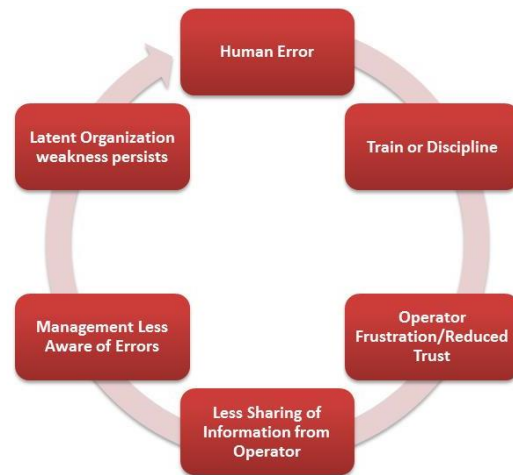 Human Error
Train or Discipline
Operator
Frustration/Reduced
Trust
Less Sharing of
Information from
Operator
Management Less
Aware of Errors
Latent Organization
weakness persists